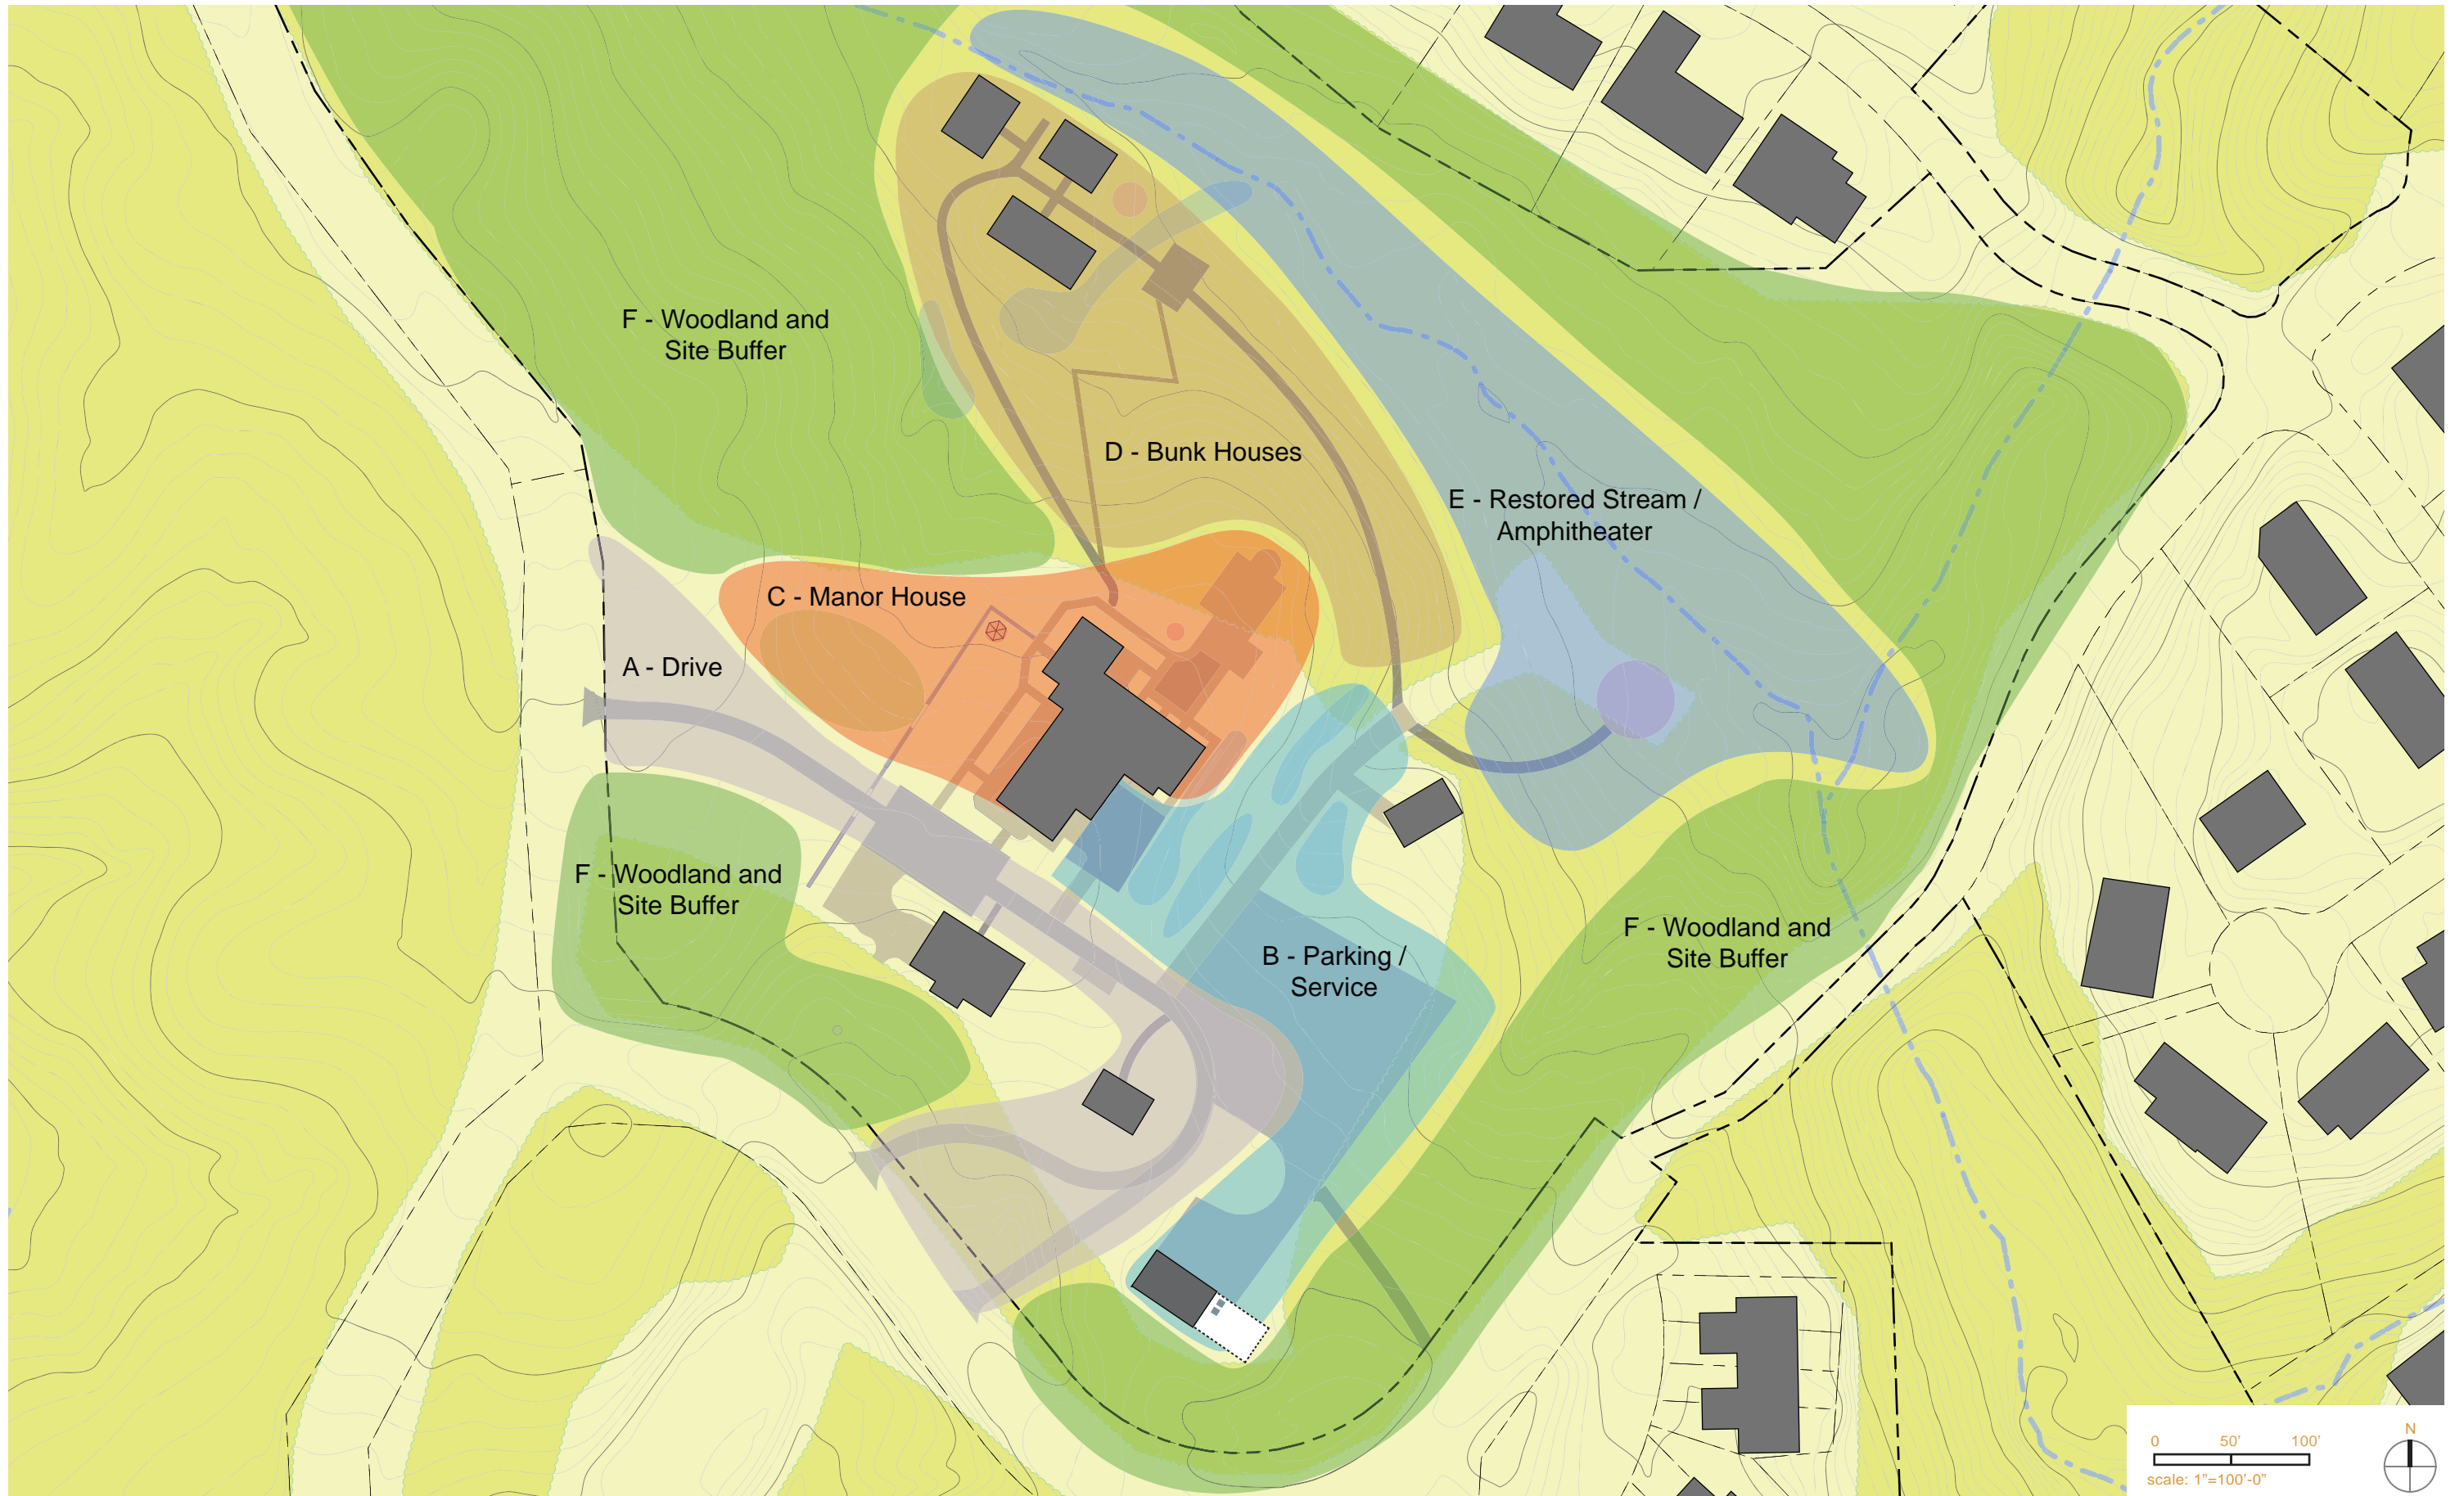 F - Woodland and
Site Buffer
D - Bunk Houses
E - Restored Stream /
Amphitheater
C - Manor House
A - Drive
F - Woodland and
Site Buffer
F - Woodland and
Site Buffer
B - Parking /
Service
0 50' 100'
scale: 1"=100'-0"
N